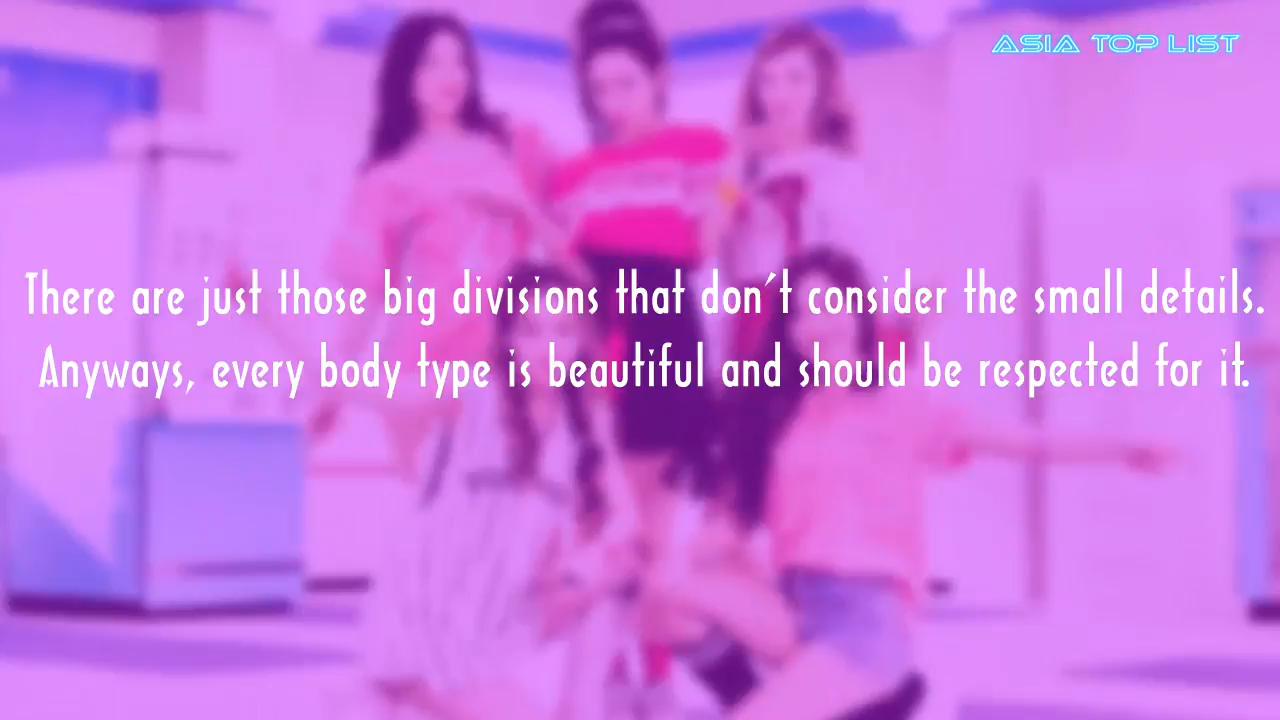 ASIA TOP LIST
There are just those big divisions that don't consider the small details.
Anyways, every body type is beautiful and should be respected for it.